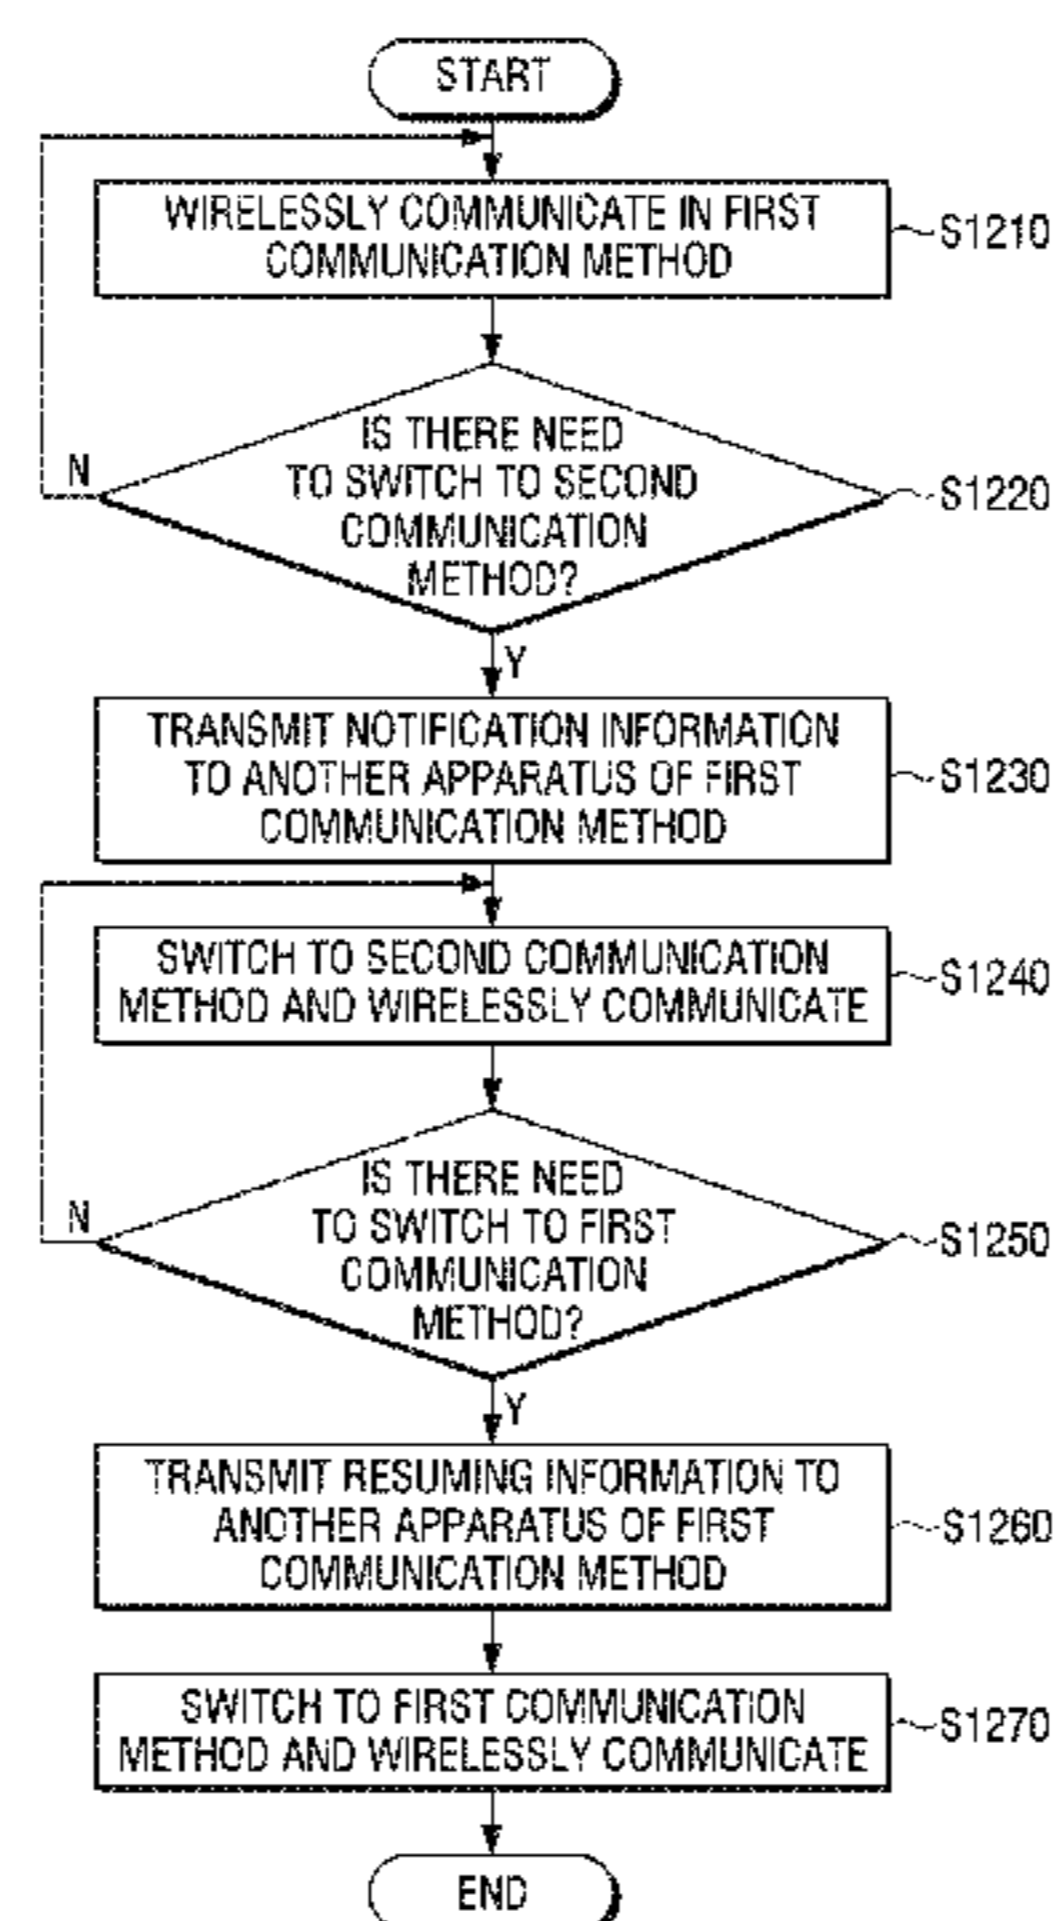 START
WIRELESSLY COMMUNICATE IN FIRST
COMMUNICATION METHOD
S1210
IS THERE NEED
TO SWITCH TO SECOND
COMMUNICATION
METHOD?
S1220
N
Y
TRANSMIT NOTIFICATION INFORMATION
TO ANOTHER APPARATUS OF FIRST
COMMUNICATION METHOD
S1230
SWITCH TO SECOND COMMUNICATION
METHOD AND WIRELESSLY COMMUNICATE
S1240
IS THERE NEED
TO SWITCH TO FIRST
COMMUNICATION
METHOD?
S1250
N
Y
TRANSMIT RESUMING INFORMATION TO
ANOTHER APPARATUS OF FIRST
COMMUNICATION METHOD
S1260
SWITCH TO FIRST COMMUNICATION
METHOD AND WIRELESSLY COMMUNICATE
S1270
END